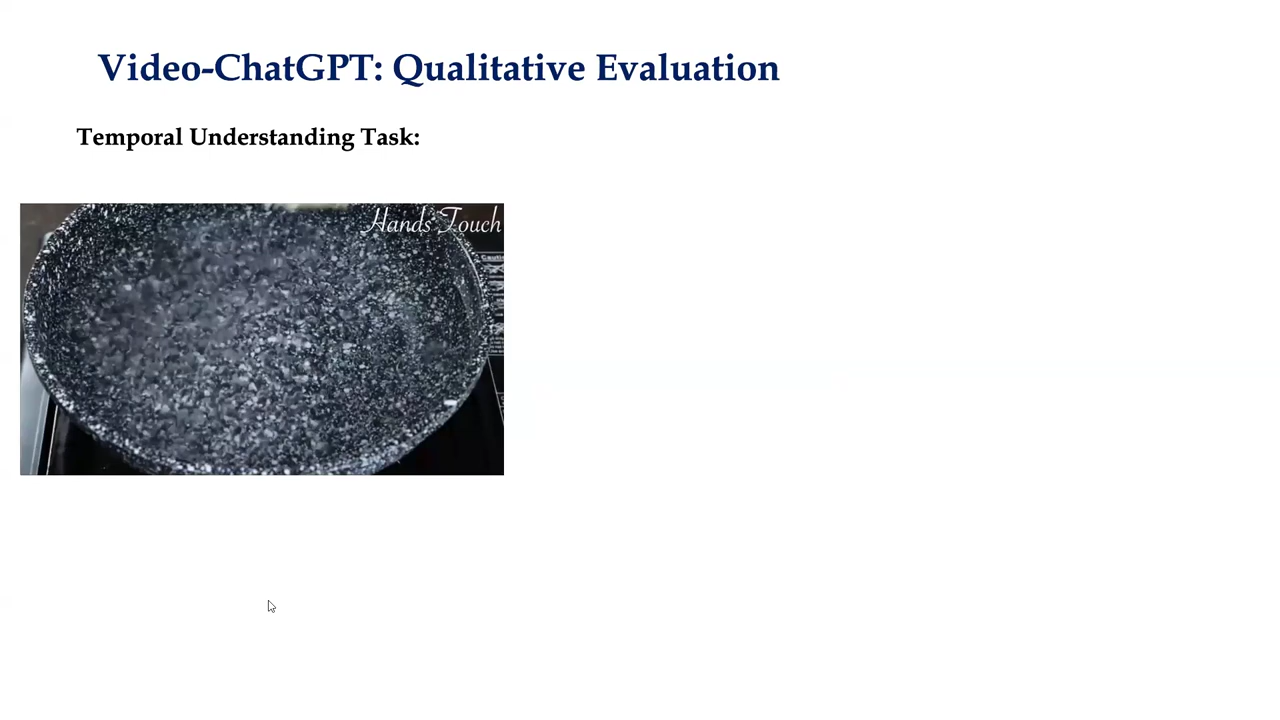 Video-ChatGPT: Qualitative Evaluation
Temporal Understanding Task:
Hands Touch